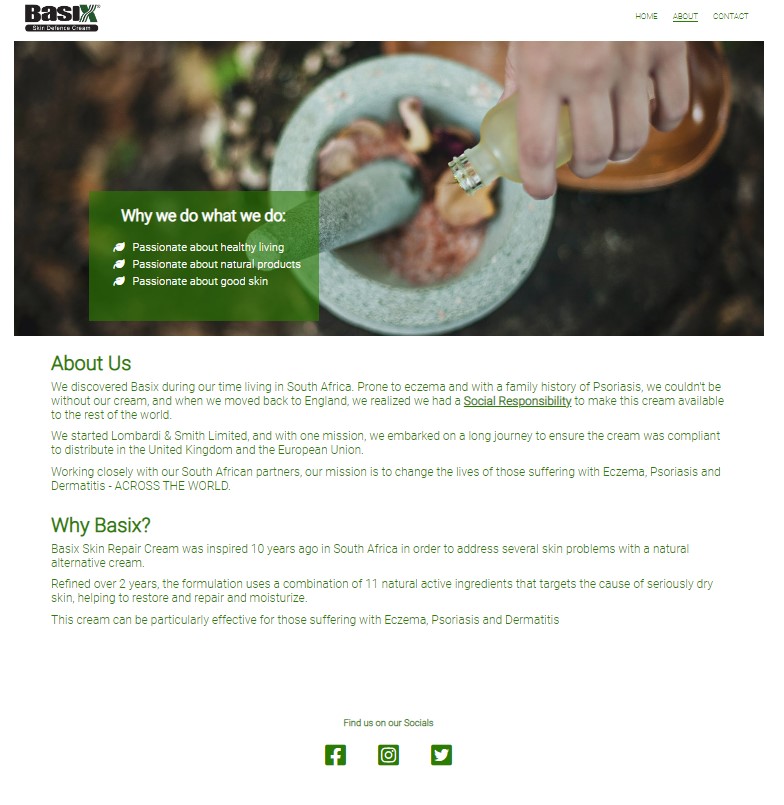 BasiX
Skin Defence Cream
HOME ABOUT CONTACT
Why we do what we do:
Passionate about healthy living
Passionate about natural products
Passionate about good skin
About Us
We discovered Basix during our time living in South Africa. Prone to eczema and with a family history of Psoriasis, we couldn't be
without our cream, and when we moved back to England, we realized we had a Social Responsibility to make this cream available
to the rest of the world.
We started Lombardi & Smith Limited, and with one mission, we embarked on a long journey to ensure the cream was compliant
to distribute in the United Kingdom and the European Union.
Working closely with our South African partners, our mission is to change the lives of those suffering with Eczema, Psoriasis and
Dermatitis - ACROSS THE WORLD.
Why Basix?
Basix Skin Repair Cream was inspired 10 years ago in South Africa in order to address several skin problems with a natural
alternative cream.
Refined over 2 years, the formulation uses a combination of 11 natural active ingredients that targets the cause of seriously dry
skin, helping to restore and repair and moisturize.
This cream can be particularly effective for those suffering with Eczema, Psoriasis and Dermatitis
Find us on our Socials